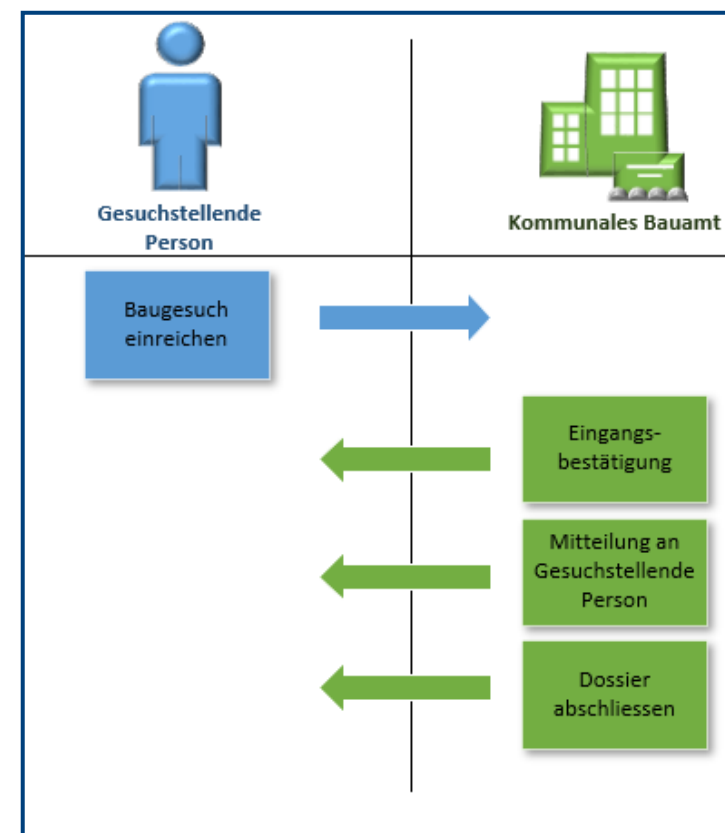 Gesuchstellende
Person
Kommunales Bauamt
Baugesuch
einreichen
Eingangs-
bestätigung
Mitteilung an
Gesuchstellende
Person
Dossier
abschliessen